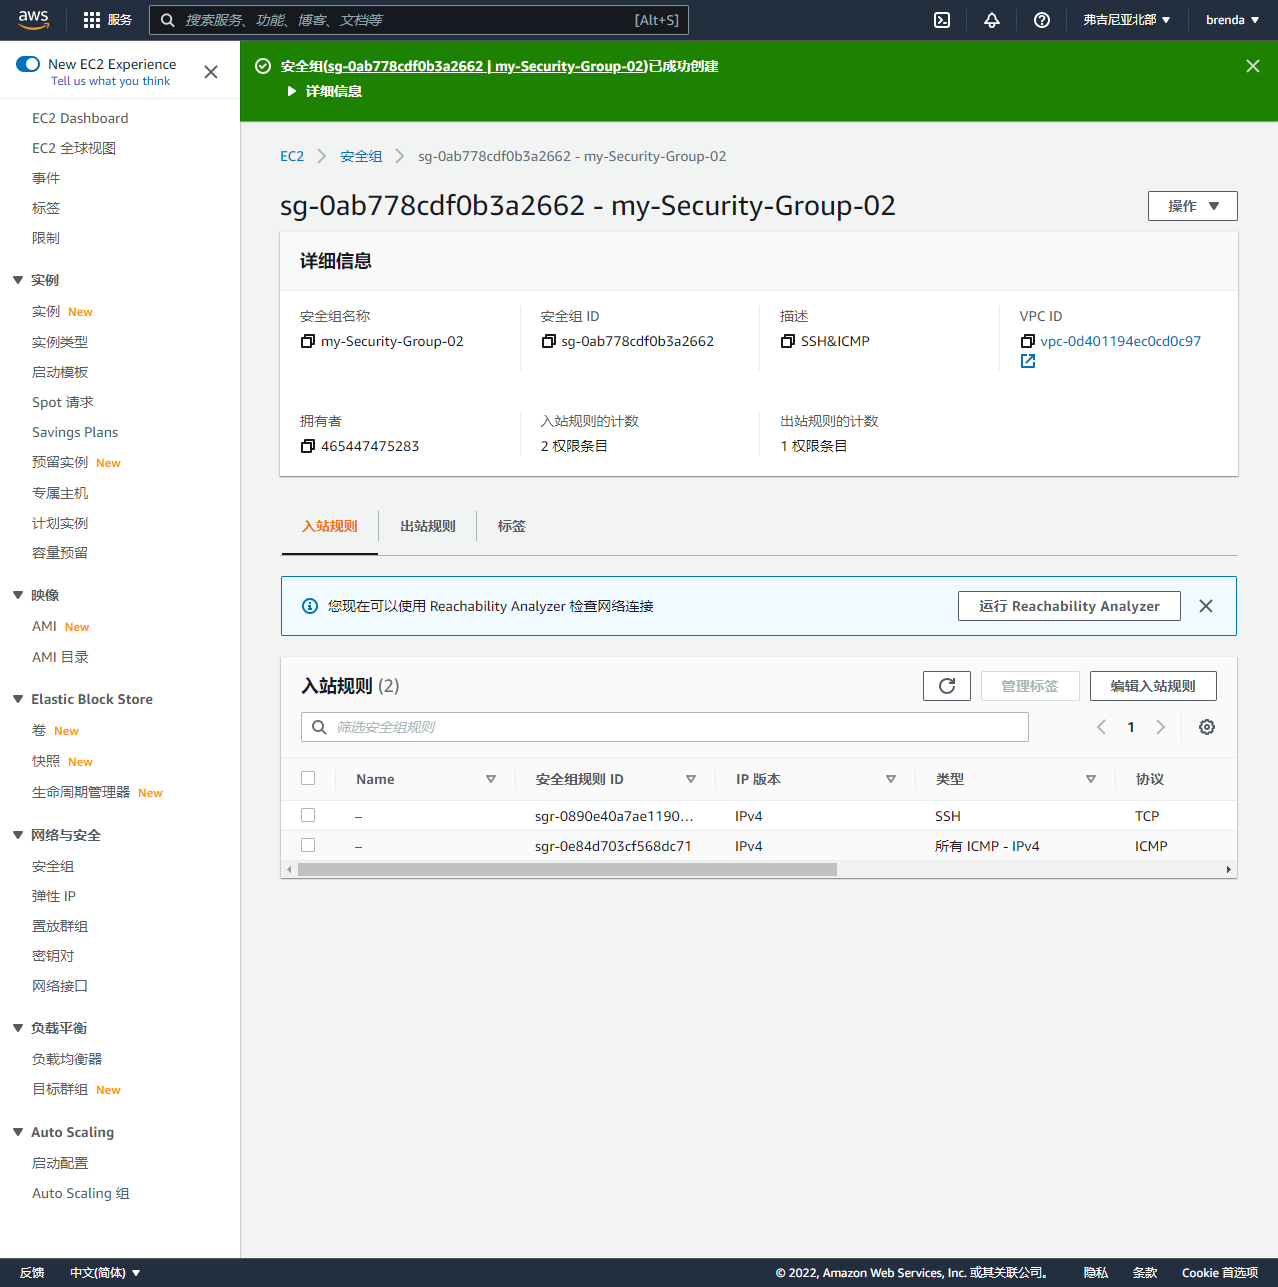 aws 服务 搜索服务、功能、博客、文档等 [Alt+S] 弗吉尼亚北部 brenda
New EC2 Experience
Tell us what you think
EC2 Dashboard
EC2 全球视图
事件
标签
限制
实例
实例 New
实例类型
启动模板
Spot 请求
Savings Plans
预留实例 New
专属主机
计划实例
容量预留
映像
AMI New
AMI 目录
Elastic Block Store
卷 New
快照 New
生命周期管理器 New
网络与安全
安全组
弹性 IP
置放群组
密钥对
网络接口
负载平衡
负载均衡器
目标群组 New
Auto Scaling
启动配置
Auto Scaling 组
安全组(sg-0ab778cdf0b3a2662 | my-Security-Group-02)已成功创建
详细信息
EC2 安全组 sg-0ab778cdf0b3a2662 - my-Security-Group-02
sg-0ab778cdf0b3a2662 - my-Security-Group-02 操作
详细信息
安全组名称 安全组 ID 描述 VPC ID
my-Security-Group-02 sg-0ab778cdf0b3a2662 SSH&ICMP vpc-0d401194ec0cd0c97
拥有者 入站规则的计数 出站规则的计数
465447475283 2 权限条目 1 权限条目
入站规则 出站规则 标签
您现在可以使用 Reachability Analyzer 检查网络连接 运行 Reachability Analyzer
入站规则 (2) 管理标签 编辑入站规则
筛选安全组规则 1
Name 安全组规则 ID IP 版本 类型 协议
– sgr-0890e40a7ae1190... IPv4 SSH TCP
– sgr-0e84d703cf568dc71 IPv4 所有 ICMP - IPv4 ICMP
反馈 中文(简体) © 2022, Amazon Web Services, Inc. 或其关联公司。 隐私 条款 Cookie 首选项